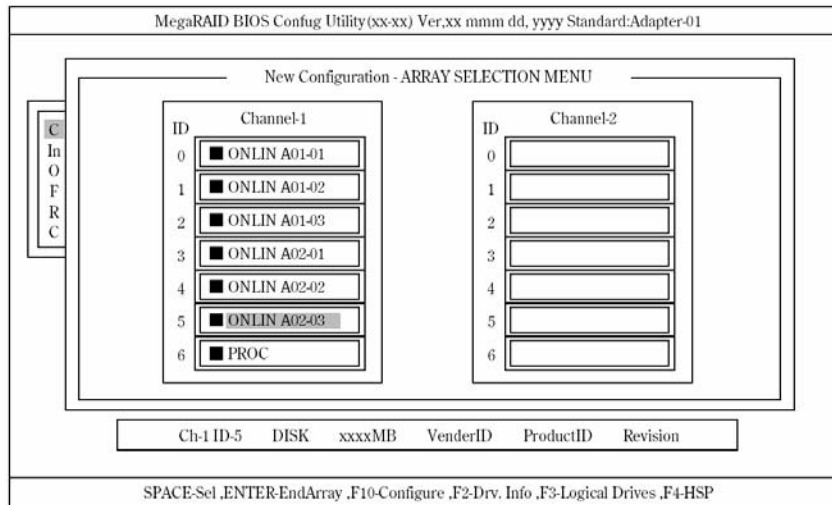 MegaRAID BIOS Confug Utility(xx-xx) Ver,xx mmm dd, yyyy Standard:Adapter-01
New Configuration - ARRAY SELECTION MENU
C
In
O
F
R
C
ID Channel-1
0 ONLIN A01-01
1 ONLIN A01-02
2 ONLIN A01-03
3 ONLIN A02-01
4 ONLIN A02-02
5 ONLIN A02-03
6 PROC
ID Channel-2
0
1
2
3
4
5
6
Ch-1 ID-5 DISK xxxxMB VenderID ProductID Revision
SPACE-Sel ,ENTER-EndArray ,F10-Configure ,F2-Drv. Info ,F3-Logical Drives ,F4-HSP